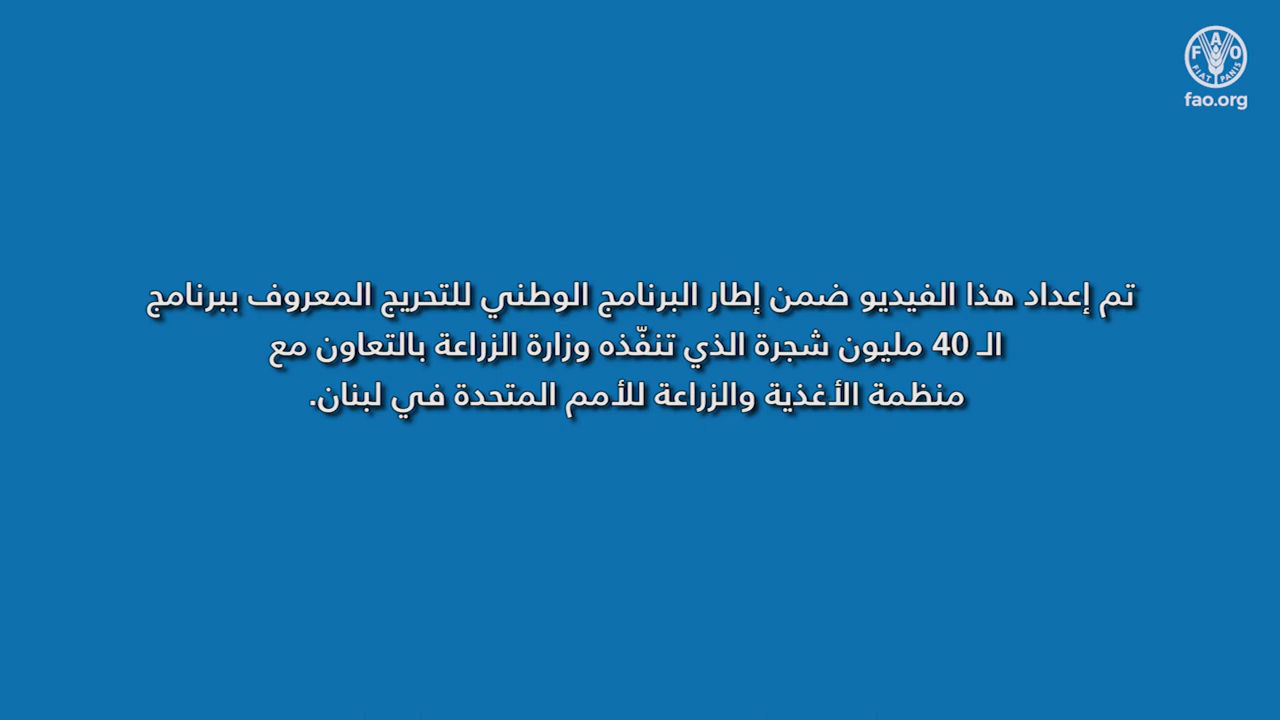 FAO
FIAT PANIS
fao.org
تم إعداد هذا الفيديو ضمن إطار البرنامج الوطني للتحريج المعروف ببرنامج
الـ 40 مليون شجرة الذي تنفّذه وزارة الزراعة بالتعاون مع
منظمة الأغذية والزراعة للأمم المتحدة في لبنان.